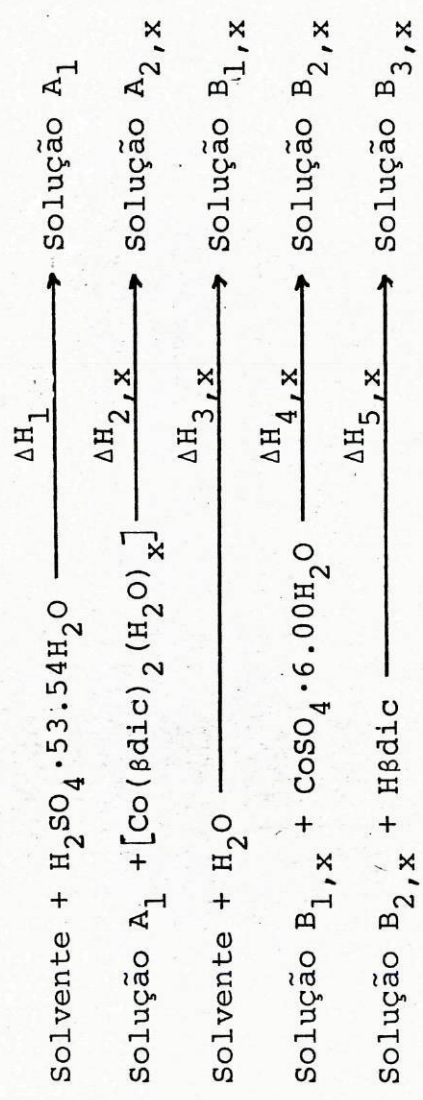 Solvente + H₂SO₄·53.54H₂O ΔH₁ → Solução A₁
Solução A₁ + [Co(βdic)₂(H₂O)ₓ] ΔH₂,ₓ → Solução A₂,ₓ
Solvente + H₂O ΔH₃,ₓ → Solução B₁,ₓ
Solução B₁,ₓ + CoSO₄·6.00H₂O ΔH₄,ₓ → Solução B₂,ₓ
Solução B₂,ₓ + Hβdic ΔH₅,ₓ → Solução B₃,ₓ